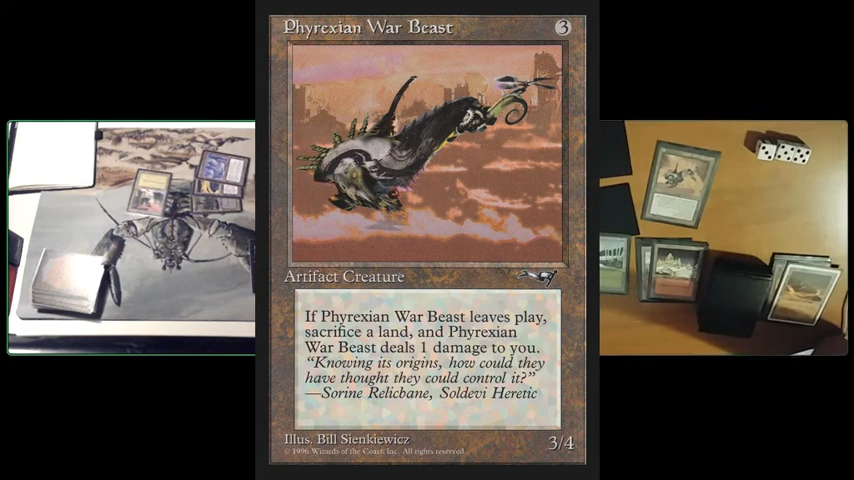 Phyrexian War Beast 3
Artifact Creature
If Phyrexian War Beast leaves play,
sacrifice a land, and Phyrexian
War Beast deals 1 damage to you.
“Knowing its origins, how could they
have thought they could control it?”
—Sorine Relicbane, Soldevi Heretic
Illus. Bill Sienkiewicz
3/4
© 1996 Wizards of the Coast, Inc. All rights reserved.